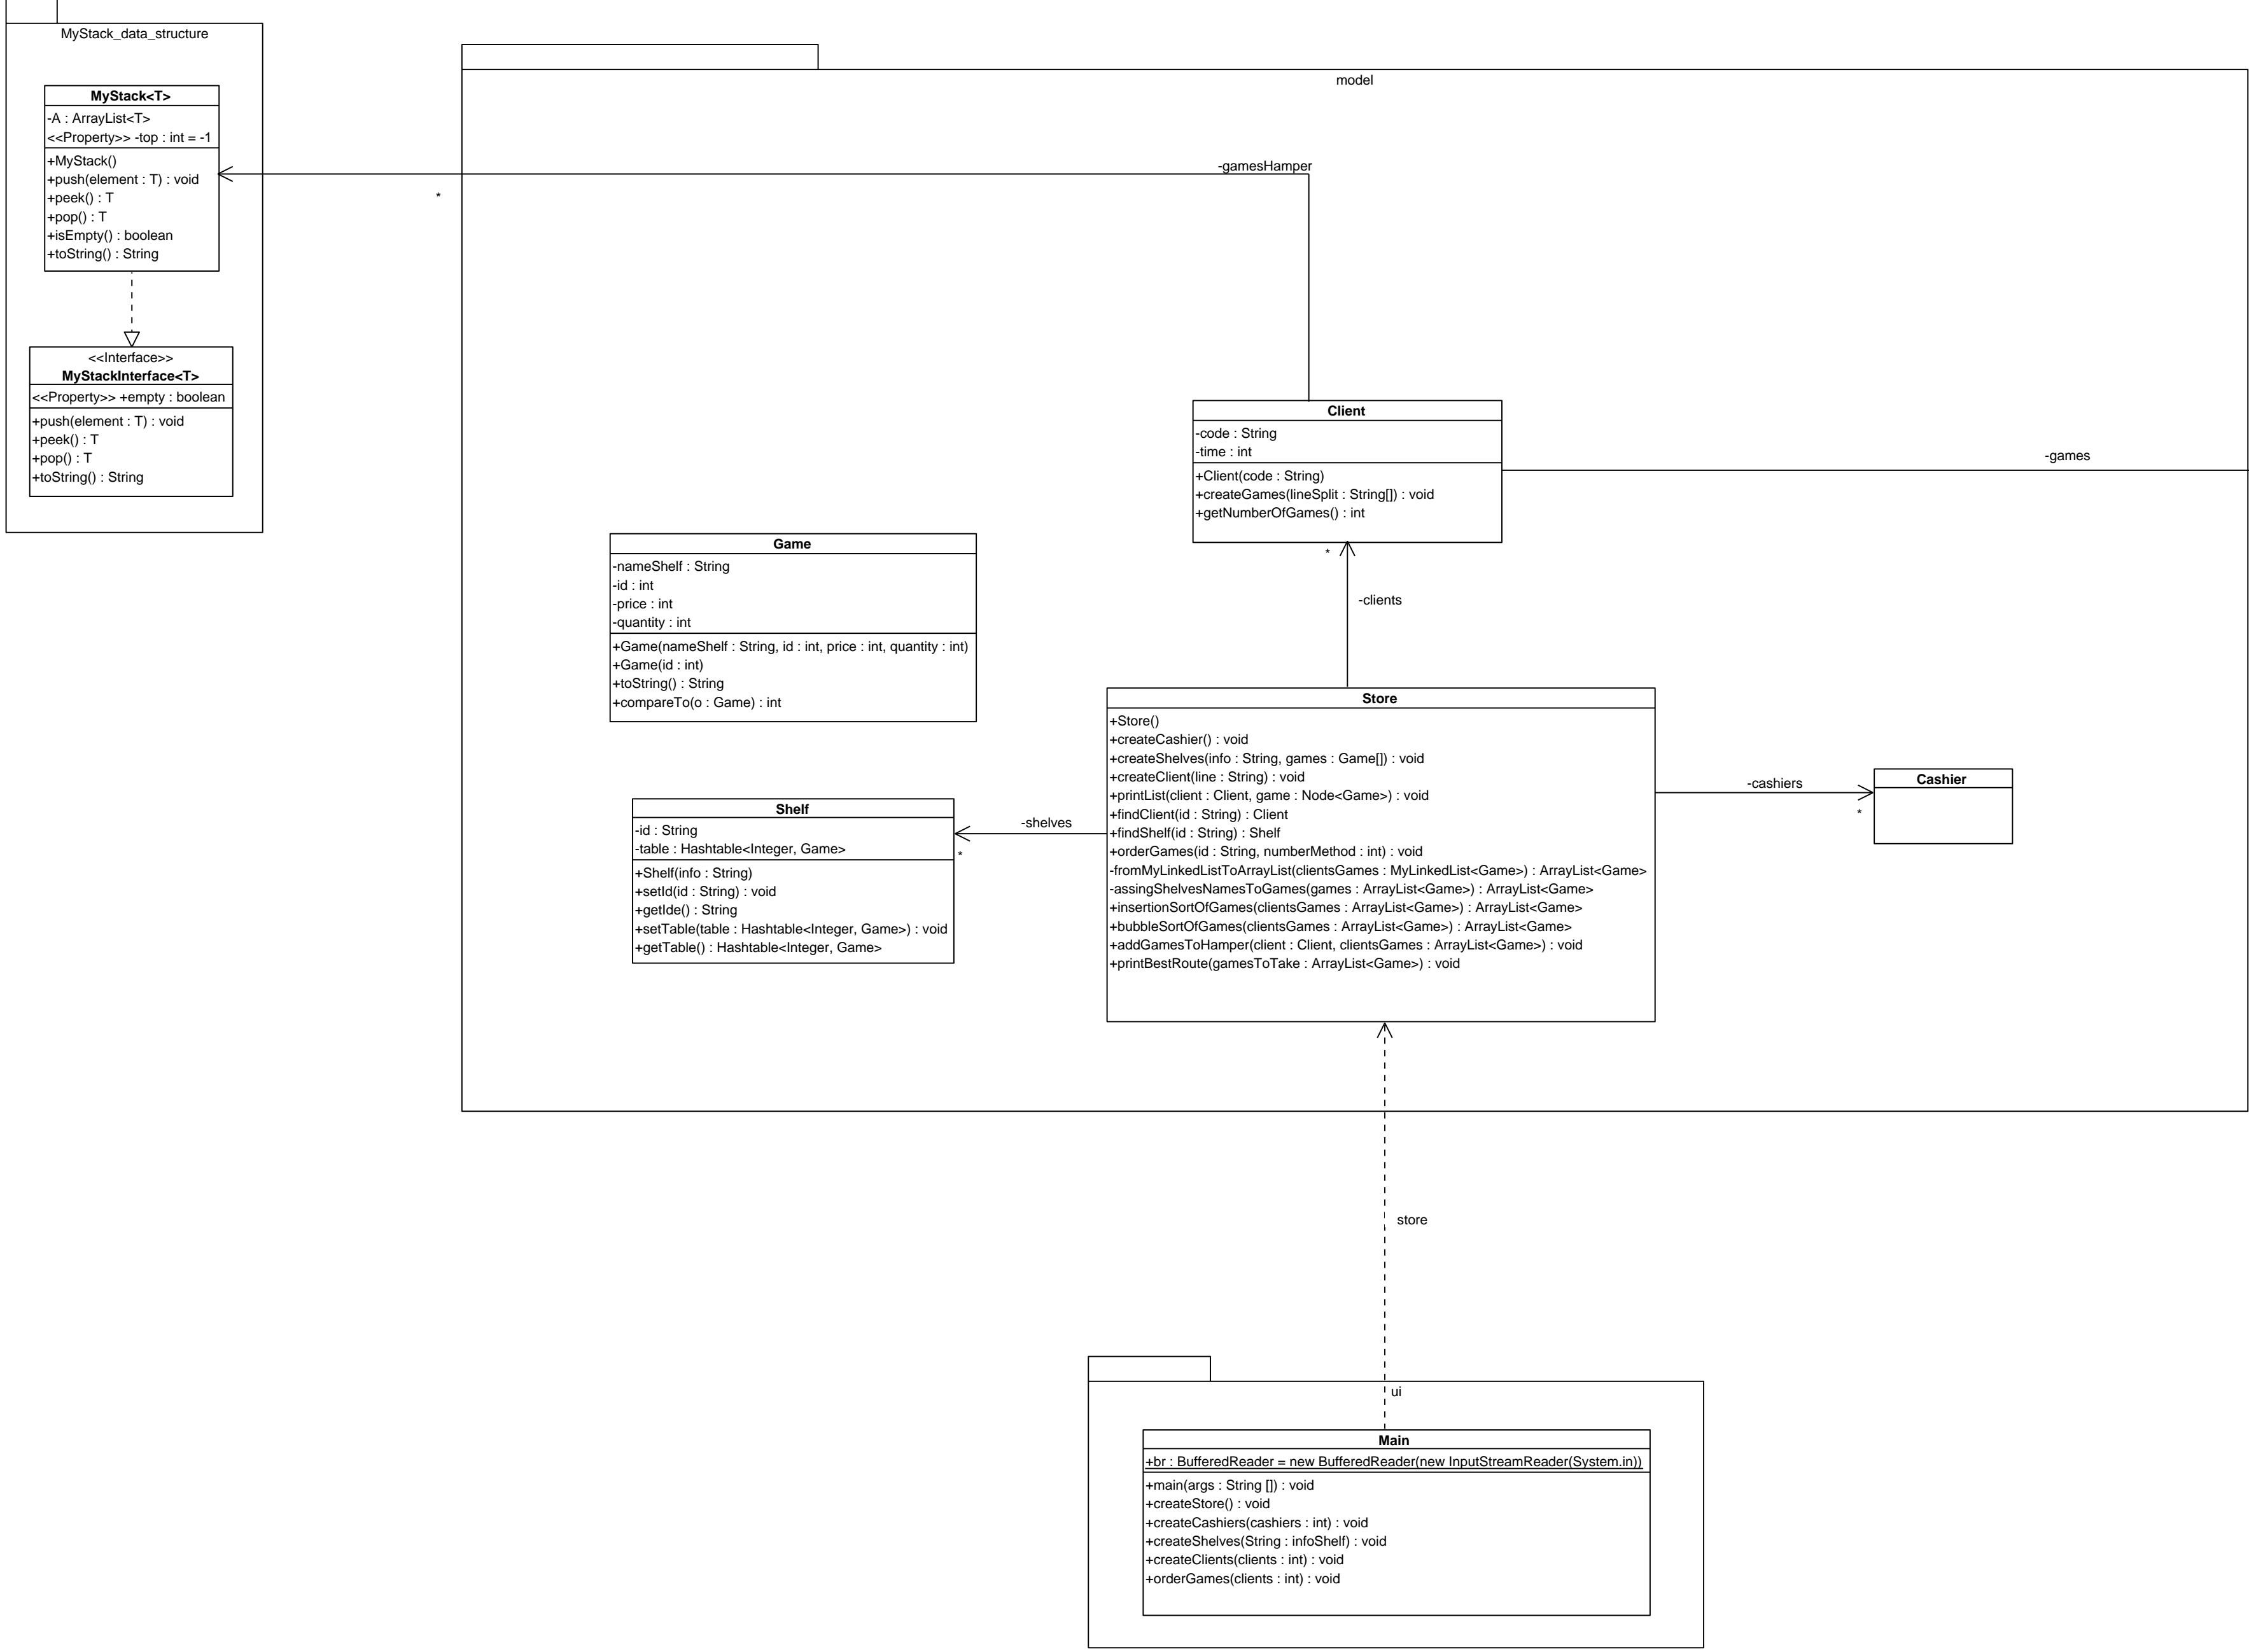 MyStack_data_structure
MyStack<T>
-A : ArrayList<T>
<<Property>> -top : int = -1
+MyStack()
+push(element : T) : void
+peek() : T
+pop() : T
+isEmpty() : boolean
+toString() : String
<<Interface>>
MyStackInterface<T>
<<Property>> +empty : boolean
+push(element : T) : void
+peek() : T
+pop() : T
+toString() : String
model
-gamesHamper
*
Client
-code : String
-time : int
+Client(code : String)
+createGames(lineSplit : String[]) : void
+getNumberOfGames() : int
-games
*
-clients
Game
-nameShelf : String
-id : int
-price : int
-quantity : int
+Game(nameShelf : String, id : int, price : int, quantity : int)
+Game(id : int)
+toString() : String
+compareTo(o : Game) : int
Shelf
-id : String
-table : Hashtable<Integer, Game>
+Shelf(info : String)
+setId(id : String) : void
+getIde() : String
+setTable(table : Hashtable<Integer, Game>) : void
+getTable() : Hashtable<Integer, Game>
-shelves
*
Store
+Store()
+createCashier() : void
+createShelves(info : String, games : Game[]) : void
+createClient(line : String) : void
+printList(client : Client, game : Node<Game>) : void
+findClient(id : String) : Client
+findShelf(id : String) : Shelf
+orderGames(id : String, numberMethod : int) : void
-fromMyLinkedListToArrayList(clientsGames : MyLinkedList<Game>) : ArrayList<Game>
-assingShelvesNamesToGames(games : ArrayList<Game>) : ArrayList<Game>
+insertionSortOfGames(clientsGames : ArrayList<Game>) : ArrayList<Game>
+bubbleSortOfGames(clientsGames : ArrayList<Game>) : ArrayList<Game>
+addGamesToHamper(client : Client, clientsGames : ArrayList<Game>) : void
+printBestRoute(gamesToTake : ArrayList<Game>) : void
-cashiers
*
Cashier
store
ui
Main
+br : BufferedReader = new BufferedReader(new InputStreamReader(System.in))
+main(args : String []) : void
+createStore() : void
+createCashiers(cashiers : int) : void
+createShelves(String : infoShelf) : void
+createClients(clients : int) : void
+orderGames(clients : int) : void